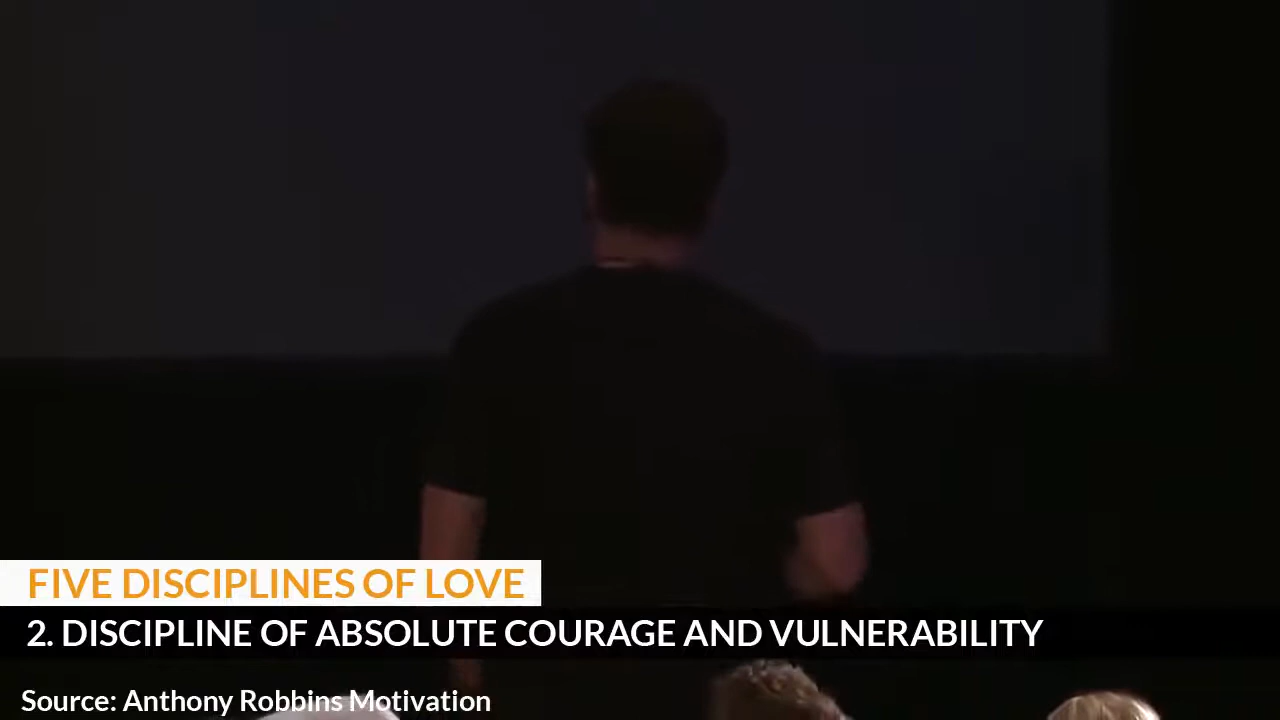 FIVE DISCIPLINES OF LOVE
2. DISCIPLINE OF ABSOLUTE COURAGE AND VULNERABILITY
Source: Anthony Robbins Motivation